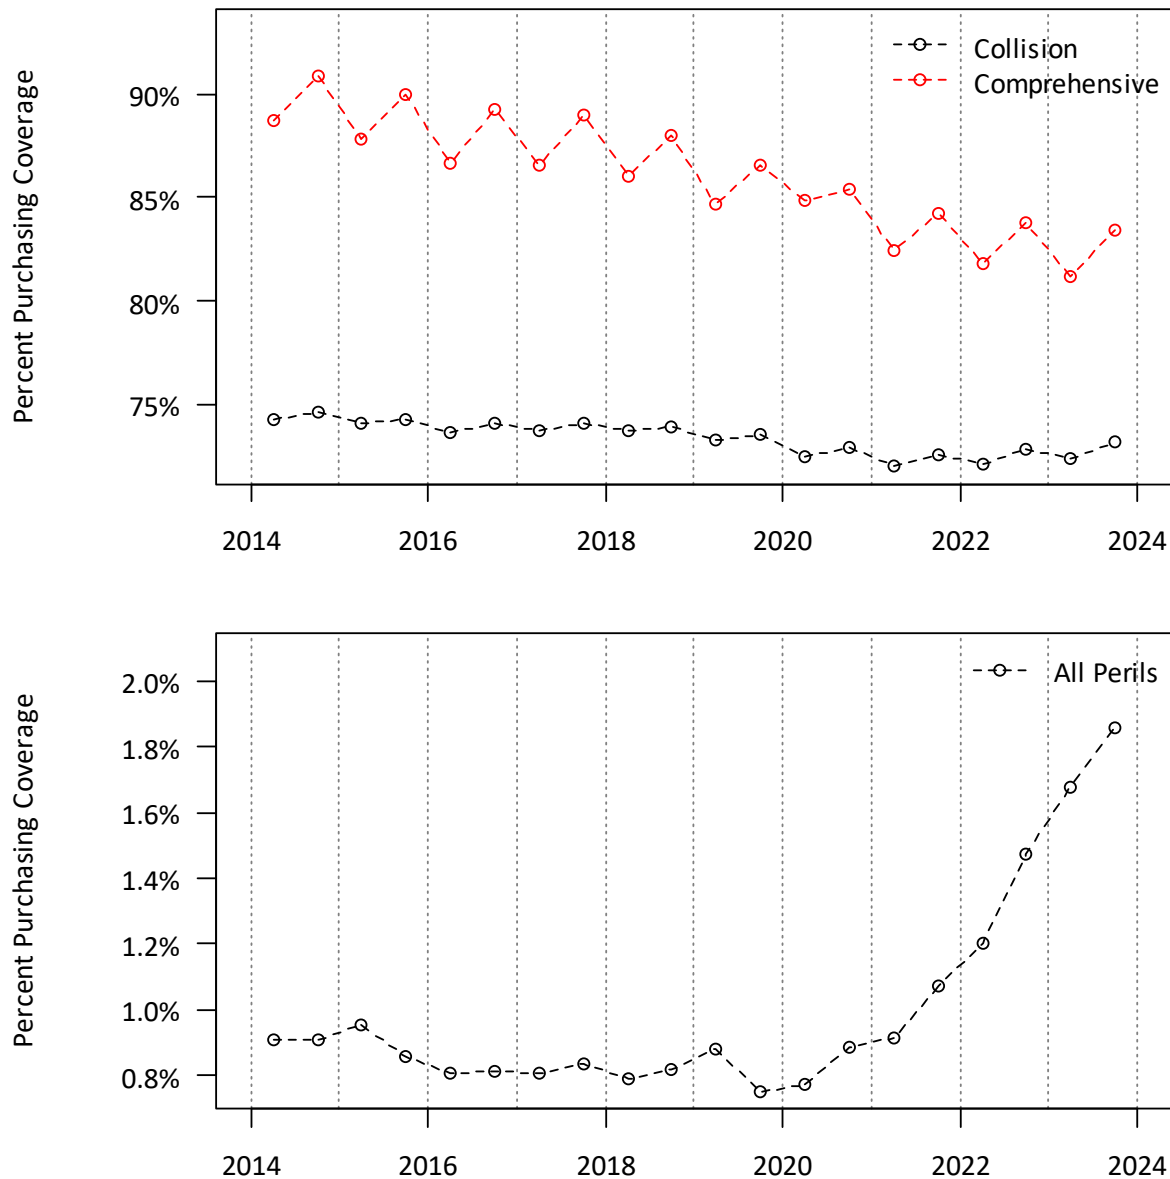 Collision
Comprehensive
Percent Purchasing Coverage
90%
85%
80%
75%
2014 2016 2018 2020 2022 2024
All Perils
Percent Purchasing Coverage
2.0%
1.8%
1.6%
1.4%
1.2%
1.0%
0.8%
2014 2016 2018 2020 2022 2024